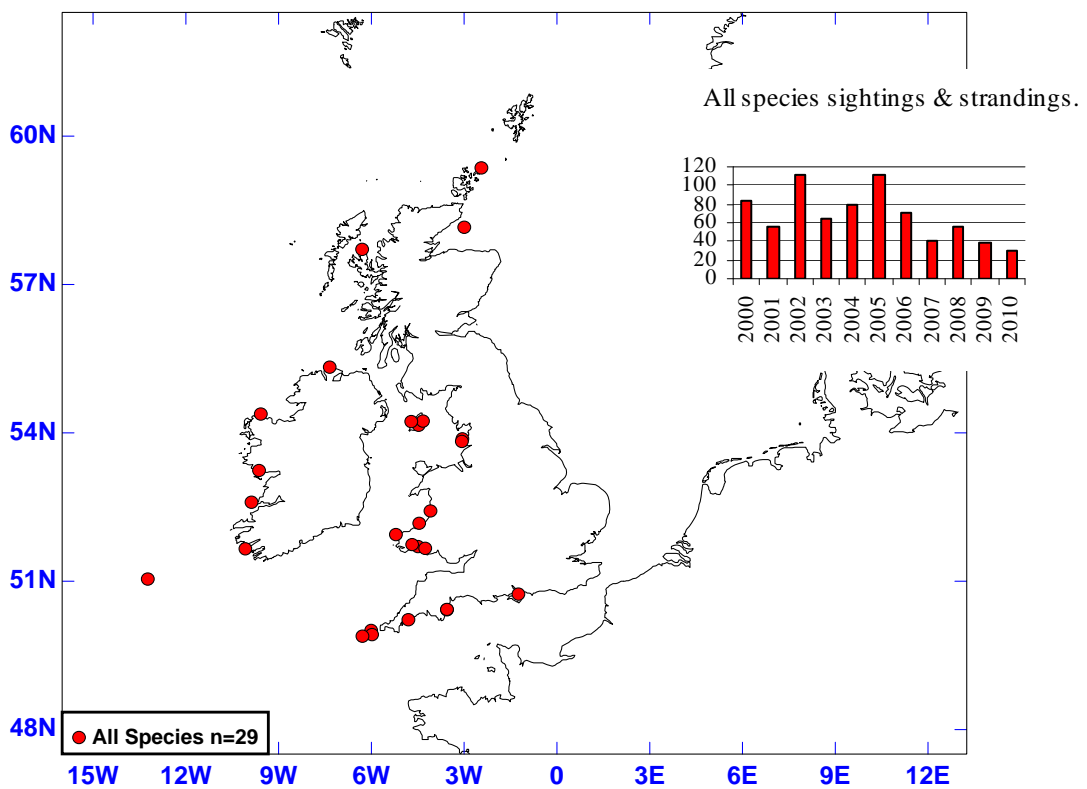 All species sightings & strandings.
120
100
80
60
40
20
0
2000 2001 2002 2003 2004 2005 2006 2007 2008 2009 2010
60N
57N
54N
51N
48N
All Species n=29
15W 12W 9W 6W 3W 0 3E 6E 9E 12E